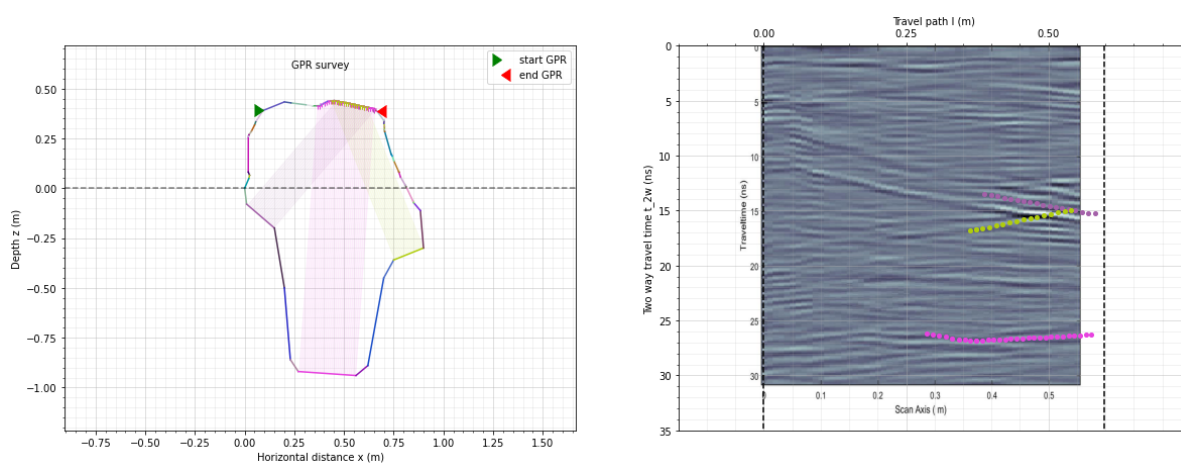 GPR survey
start GPR
end GPR
0.50
0.25
0.00
−0.25
−0.50
−0.75
−1.00
Depth z (m)
−0.75 −0.50 −0.25 0.00 0.25 0.50 0.75 1.00 1.25 1.50
Horizontal distance x (m)
Travel path l (m)
0.00 0.25 0.50
0
5
10
15
20
25
30
35
Two way travel time t_2w (ns)
5
10
15
20
25
30
Traveltime (ns)
0.1 0.2 0.3 0.4 0.5
Scan Axis ( m)